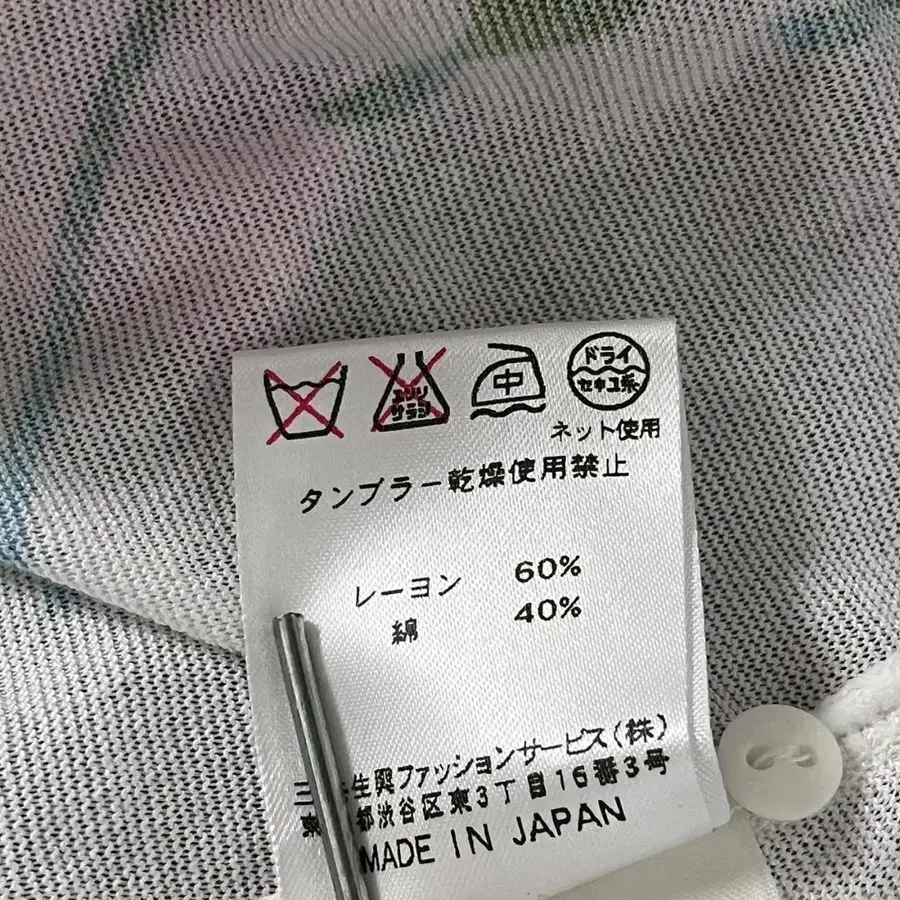 エンソ サラシ
中
ドライ
セキユ系
ネット使用
タンブラー乾燥使用禁止
レーヨン 60%
綿 40%
三 生興ファッションサービス(株)
東 都渋谷区東3丁目16番3号
MADE IN JAPAN